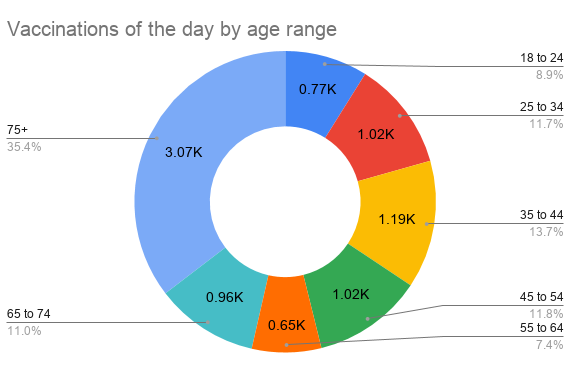 Vaccinations of the day by age range
18 to 24
8.9%
0.77K
25 to 34
11.7%
1.02K
75+
35.4%
3.07K
35 to 44
13.7%
1.19K
45 to 54
11.8%
1.02K
0.96K
65 to 74
11.0%
0.65K
55 to 64
7.4%